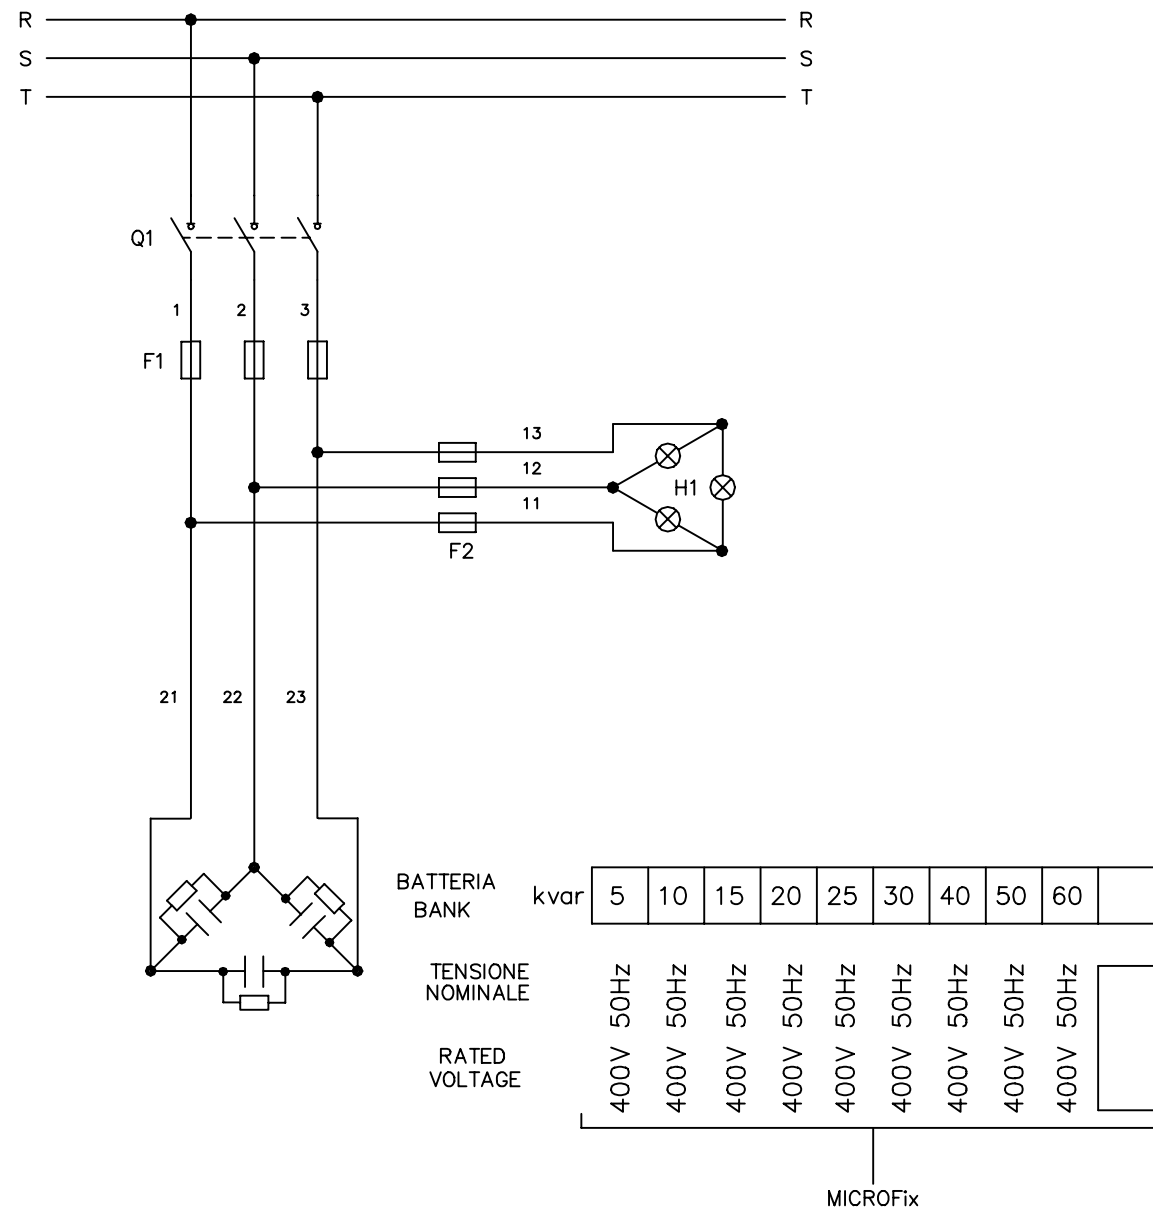 R R
S S
T T
Q1
1 2 3
F1
13
12
H1
11
F2
21 22 23
BATTERIA
BANK
kvar 5 10 15 20 25 30 40 50 60
TENSIONE
NOMINALE
RATED
VOLTAGE
400V 50Hz
400V 50Hz
400V 50Hz
400V 50Hz
400V 50Hz
400V 50Hz
400V 50Hz
400V 50Hz
400V 50Hz
MICROFix